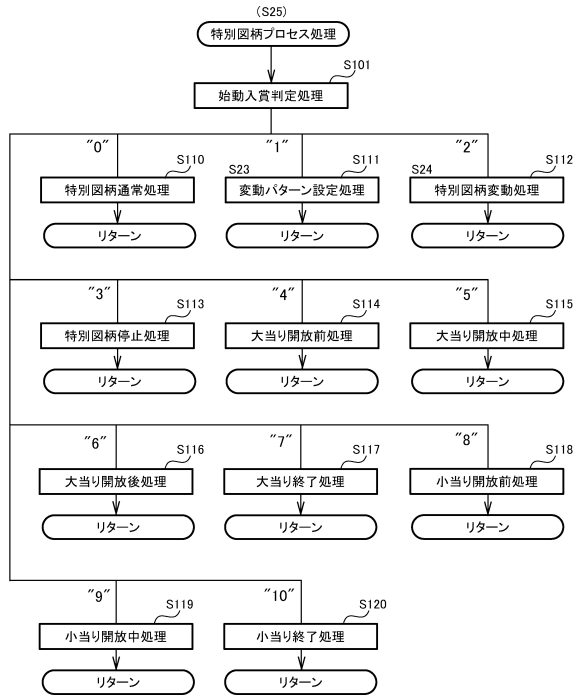 (S25)
特別図柄プロセス処理
S101
始動入賞判定処理
"0"
"1"
"2"
S110
S23
S111
S24
S112
特別図柄通常処理
変動パターン設定処理
特別図柄変動処理
リターン
リターン
リターン
"3"
"4"
"5"
S113
S114
S115
特別図柄停止処理
大当り開放前処理
大当り開放中処理
リターン
リターン
リターン
"6"
"7"
"8"
S116
S117
S118
大当り開放後処理
大当り終了処理
小当り開放前処理
リターン
リターン
リターン
"9"
"10"
S119
S120
小当り開放中処理
小当り終了処理
リターン
リターン